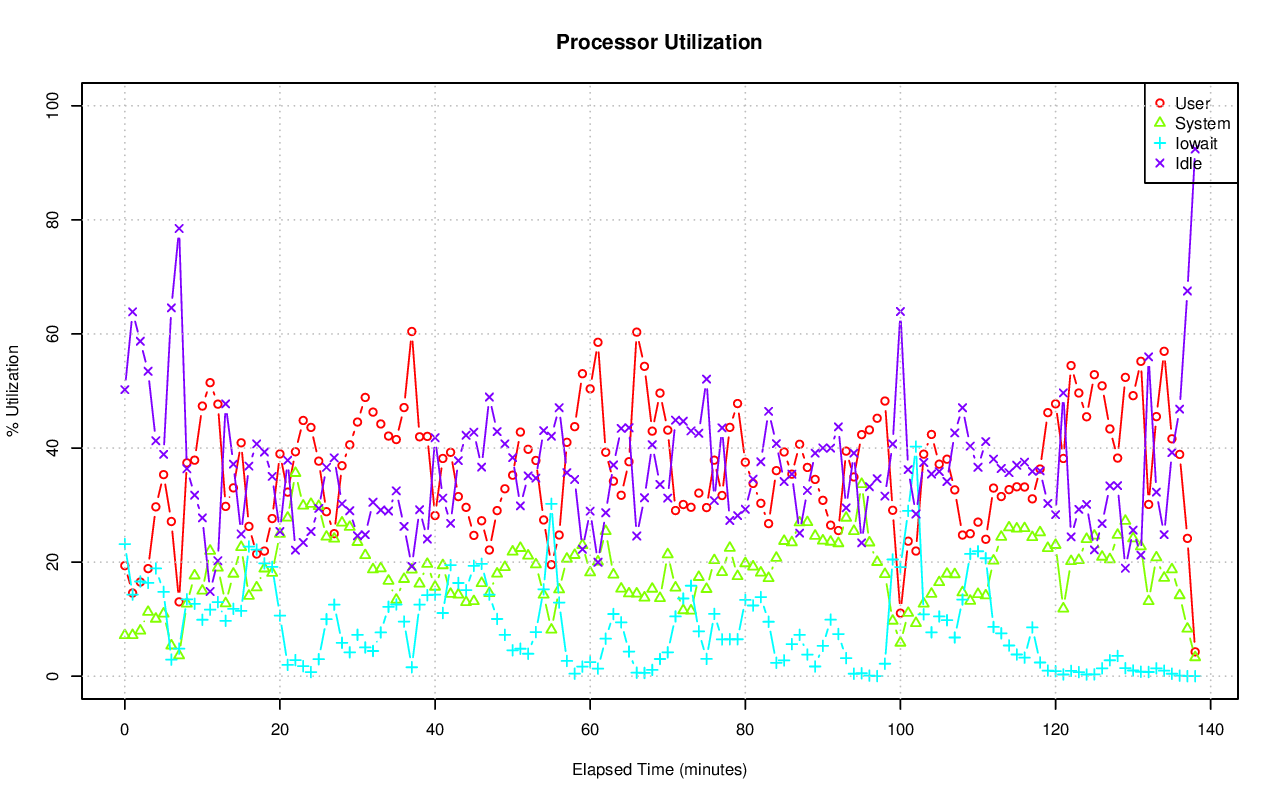 Processor Utilization
100
80
60
40
20
0
% Utilization
User
System
Iowait
Idle
0 20 40 60 80 100 120 140
Elapsed Time (minutes)